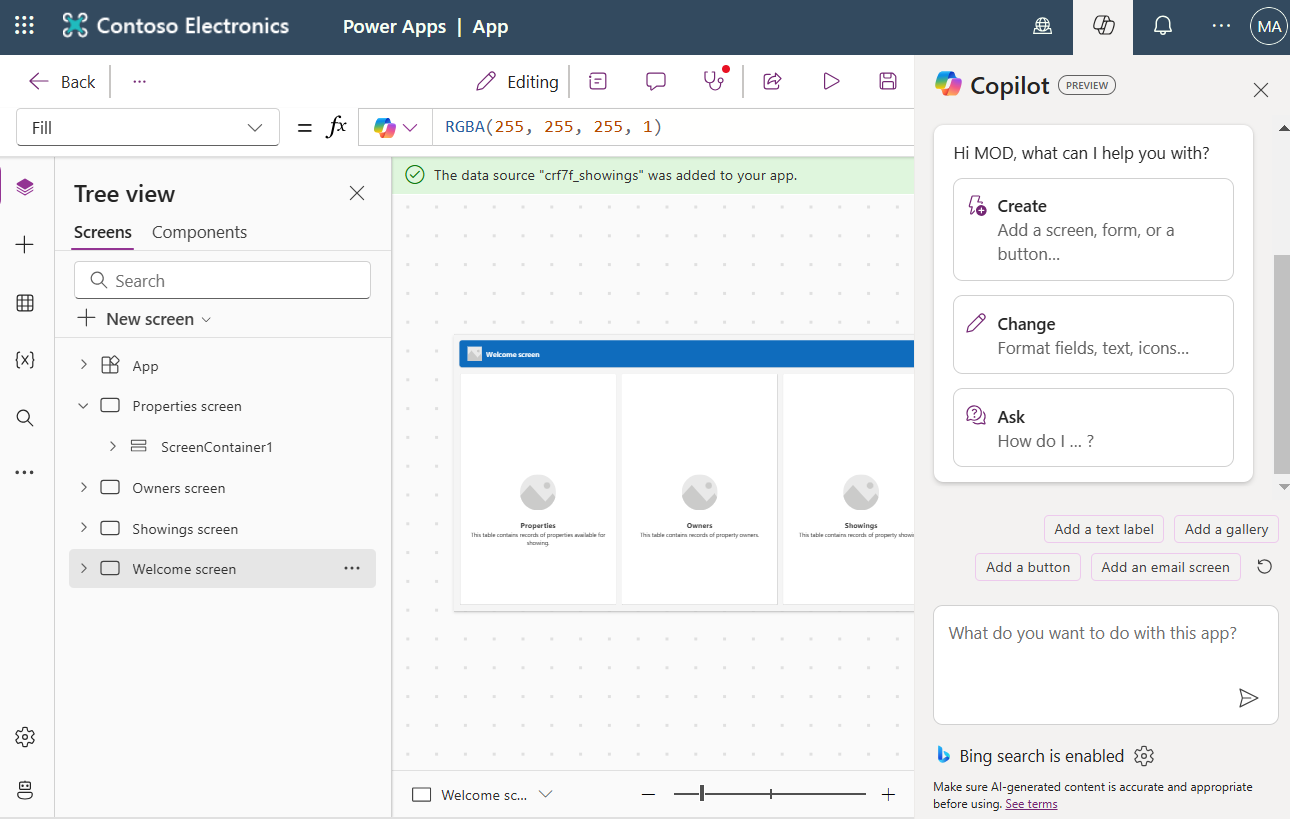 Contoso Electronics
Power Apps | App
MA
Back
Editing
Fill
= fx
RGBA(255, 255, 255, 1)
Tree view
Screens
Components
Search
New screen
App
Properties screen
ScreenContainer1
Owners screen
Showings screen
Welcome screen
The data source "crf7f_showings" was added to your app.
Welcome screen
Properties
This table contains records of properties available for
showing.
Owners
This table contains records of property owners.
Showings
This table contains records of property
Welcome sc...
Copilot
PREVIEW
Hi MOD, what can I help you with?
Create
Add a screen, form, or a
button...
Change
Format fields, text, icons...
Ask
How do I ... ?
Add a text label
Add a gallery
Add a button
Add an email screen
What do you want to do with this app?
Bing search is enabled
Make sure AI-generated content is accurate and appropriate
before using. See terms